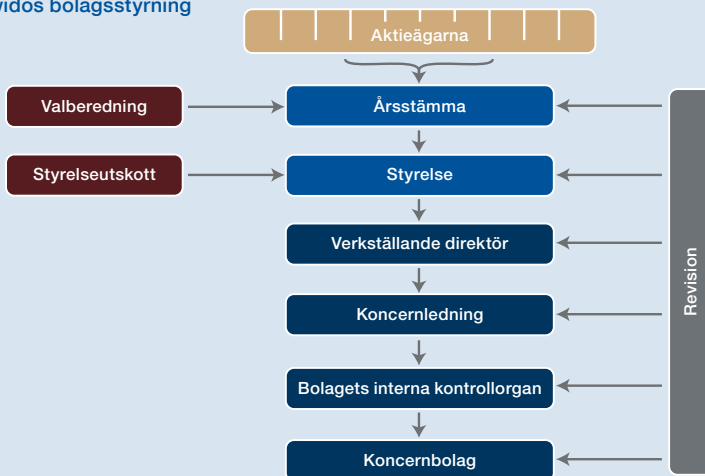 bolagsstyrning
Aktieägarna
Valberedning
Årsstämma
Styrelseutskott
Styrelse
Verkställande direktör
Revision
Koncernledning
Bolagets interna kontrollorgan
Koncernbolag